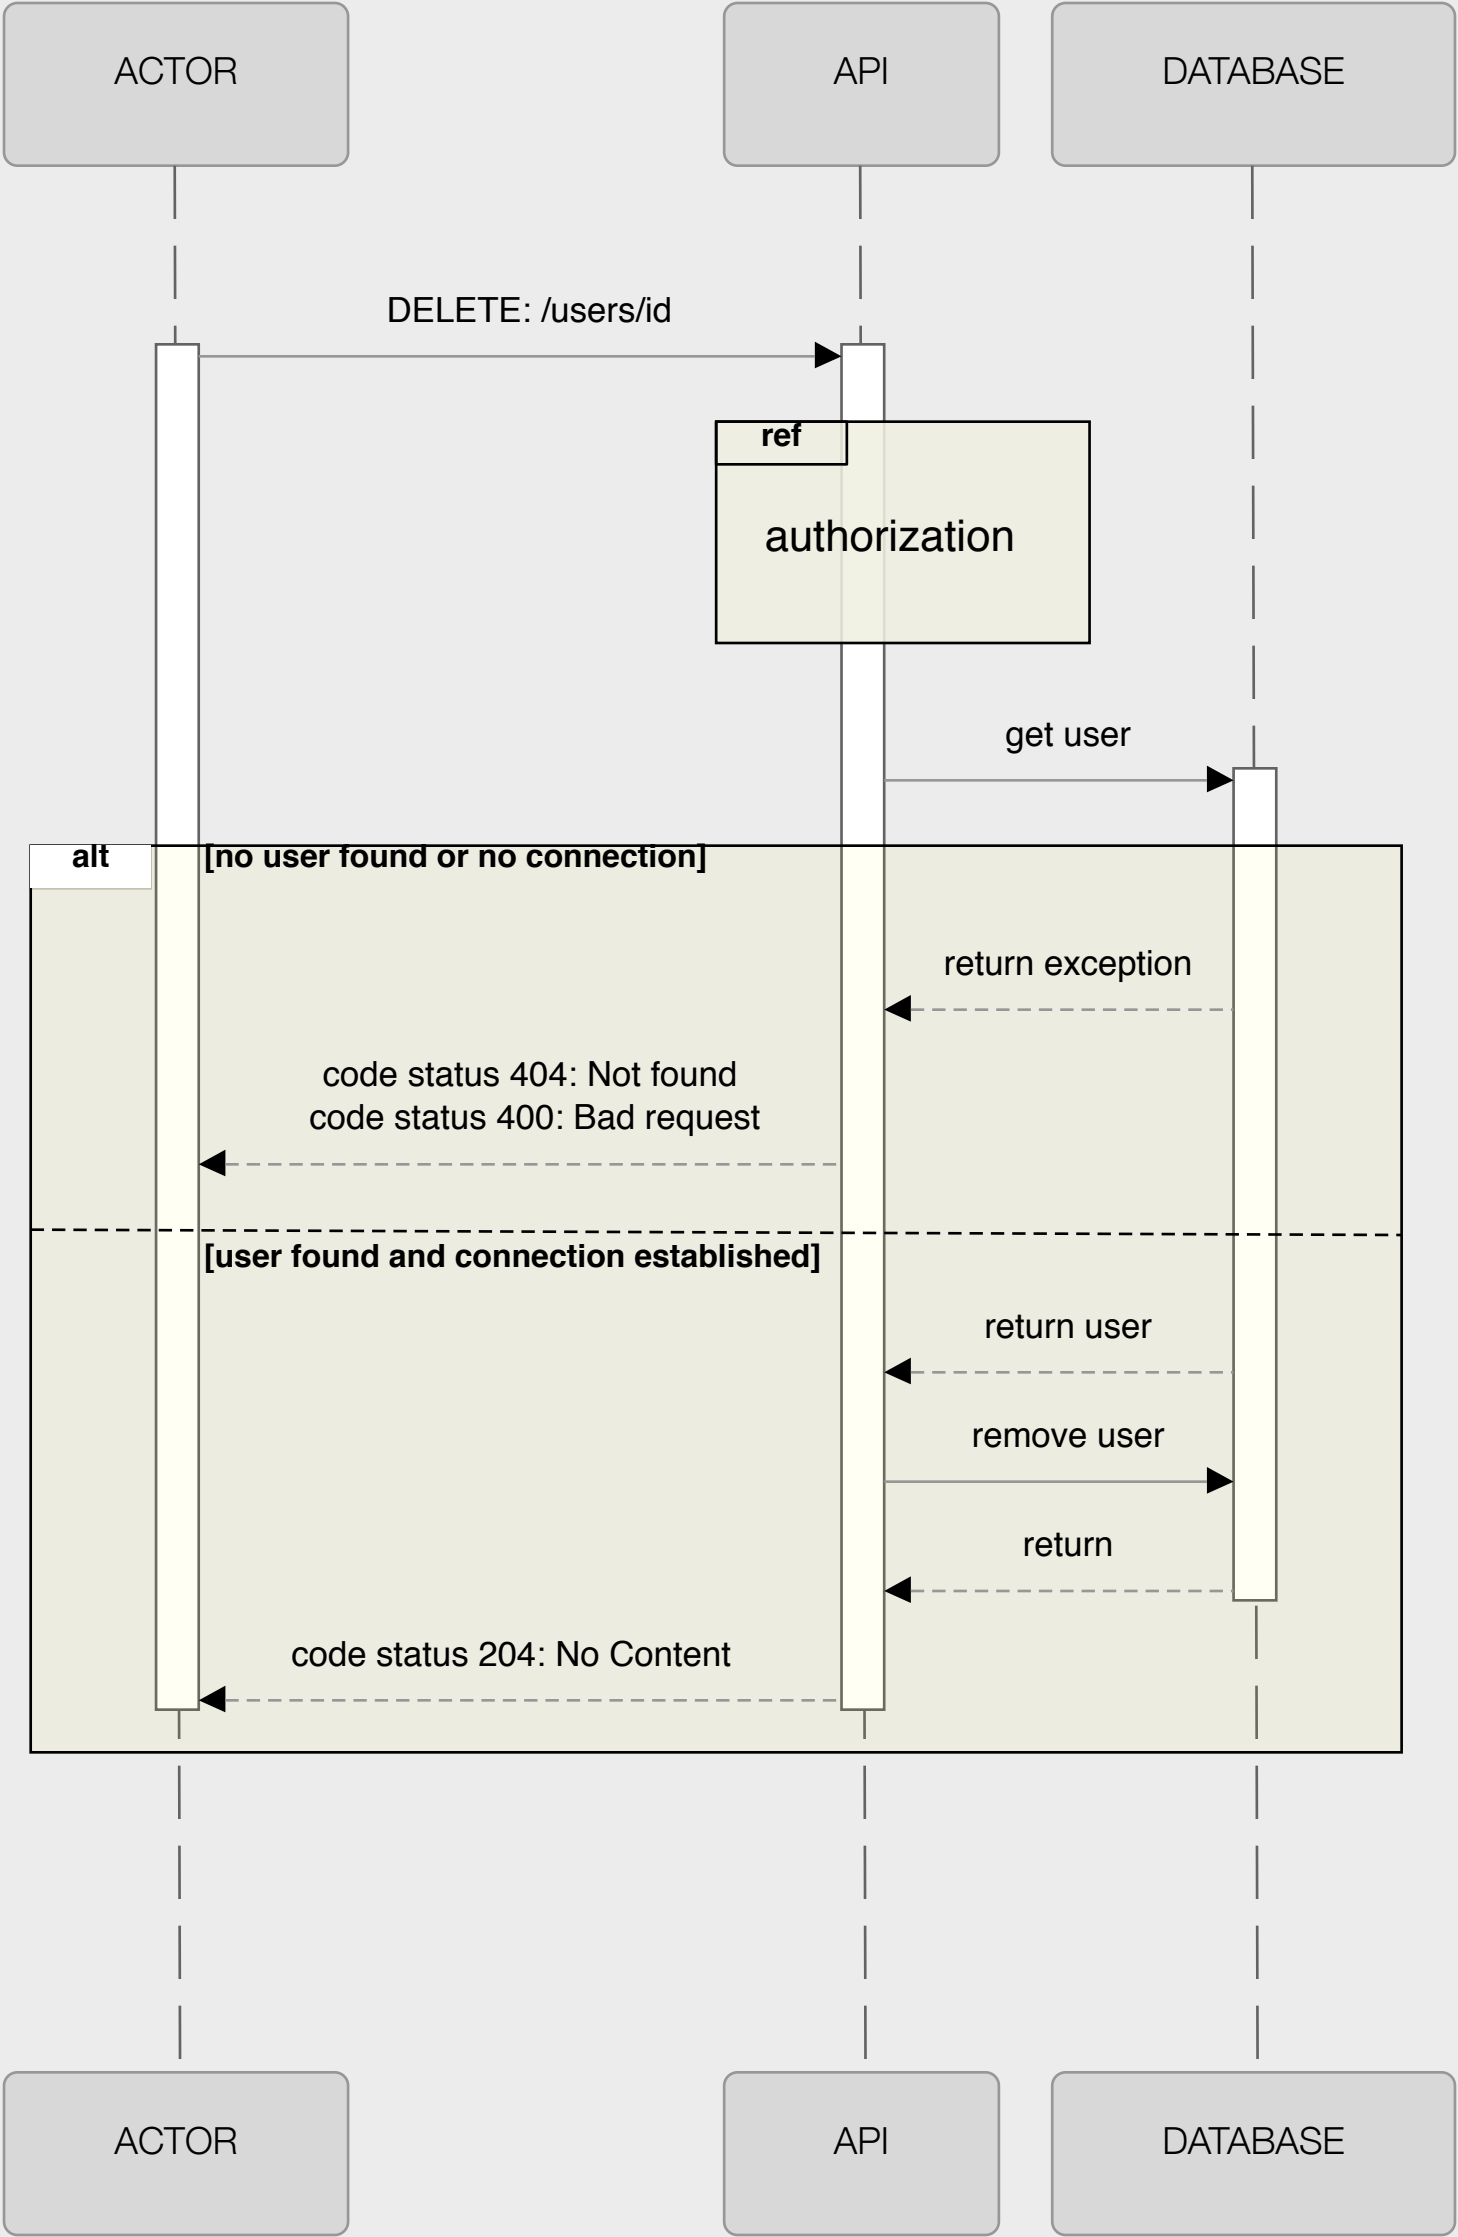 ACTOR
API
DATABASE
DELETE: /users/id
ref
authorization
get user
alt
[no user found or no connection]
return exception
code status 404: Not found
code status 400: Bad request
[user found and connection established]
return user
remove user
return
code status 204: No Content
ACTOR
API
DATABASE